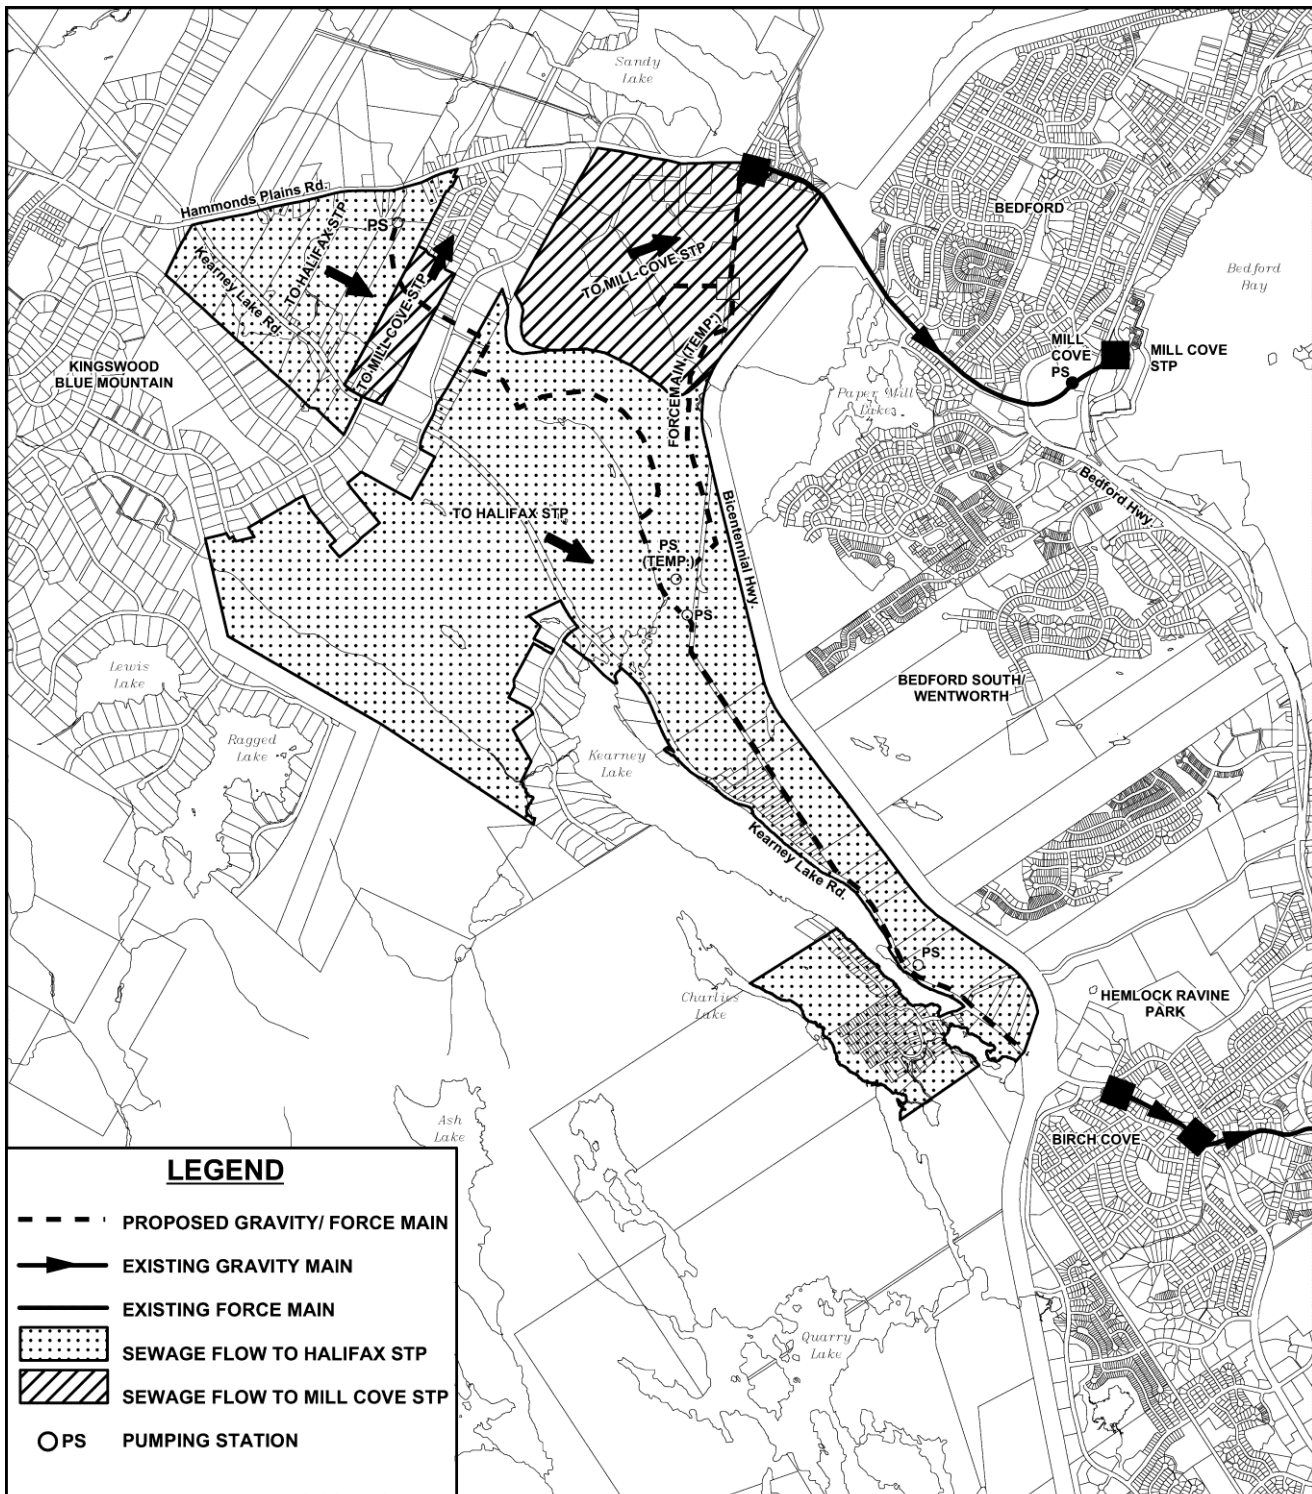 Sandy
Lake
Hammonds Plains Rd.
PS
BEDFORD
Bedford
Bay
TO HALIFAX STP
Kearney Lake Rd.
TO MILL COVE STP
TO MILL COVE STP
KINGSWOOD
BLUE MOUNTAIN
FORCEMAIN (TEMP.)
MILL
COVE
PS
MILL COVE
STP
Paper Mill
Lake
Bedford Hwy.
TO HALIFAX STP
Bicentennial Hwy.
PS
(TEMP.)
PS
Lewis
Lake
Ragged
Lake
BEDFORD SOUTH/
WENTWORTH
Kearney
Lake
Kearney Lake Rd.
PS
Charlies
Lake
HEMLOCK RAVINE
PARK
Ash
Lake
BIRCH COVE
Quarry
Lake
LEGEND
PROPOSED GRAVITY/ FORCE MAIN
EXISTING GRAVITY MAIN
EXISTING FORCE MAIN
SEWAGE FLOW TO HALIFAX STP
SEWAGE FLOW TO MILL COVE STP
PS PUMPING STATION